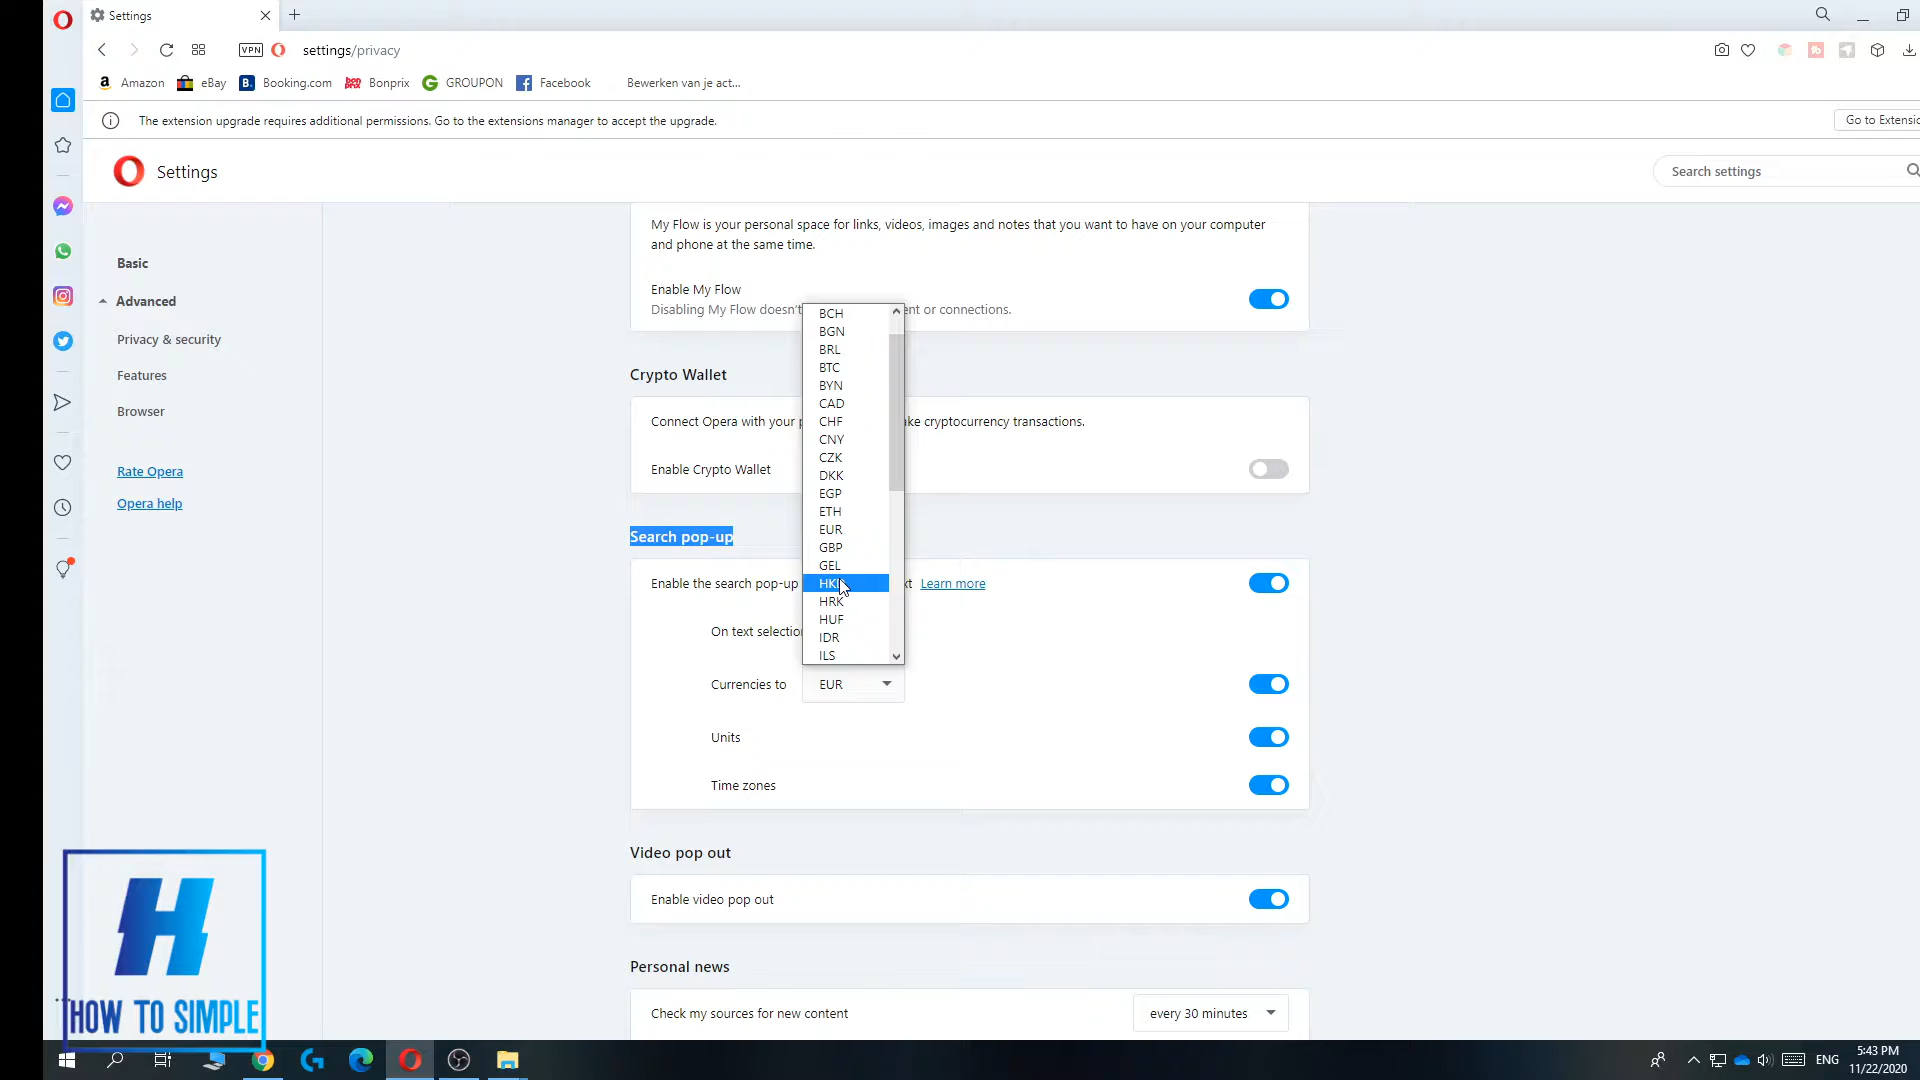 Settings
VPN settings/privacy
Amazon eBay Booking.com bon prix Bonprix GROUPON Facebook Bewerken van je act...
The extension upgrade requires additional permissions. Go to the extensions manager to accept the upgrade.
Go to Extensio
Settings
Search settings
Basic
Advanced
Privacy & security
Features
Browser
Rate Opera
Opera help
My Flow is your personal space for links, videos, images and notes that you want to have on your computer
and phone at the same time.
Enable My Flow
Disabling My Flow doesn't ent or connections.
Crypto Wallet
Connect Opera with your p ake cryptocurrency transactions.
Enable Crypto Wallet
Search pop-up
Enable the search pop-up xt Learn more
On text selection
Currencies to EUR
BCH
BGN
BRL
BTC
BYN
CAD
CHF
CNY
CZK
DKK
EGP
ETH
EUR
GBP
GEL
HKD
HRK
HUF
IDR
ILS
Units
Time zones
Video pop out
Enable video pop out
Personal news
Check my sources for new content every 30 minutes
H
HOW TO SIMPLE
ENG
5:43 PM
11/22/2020